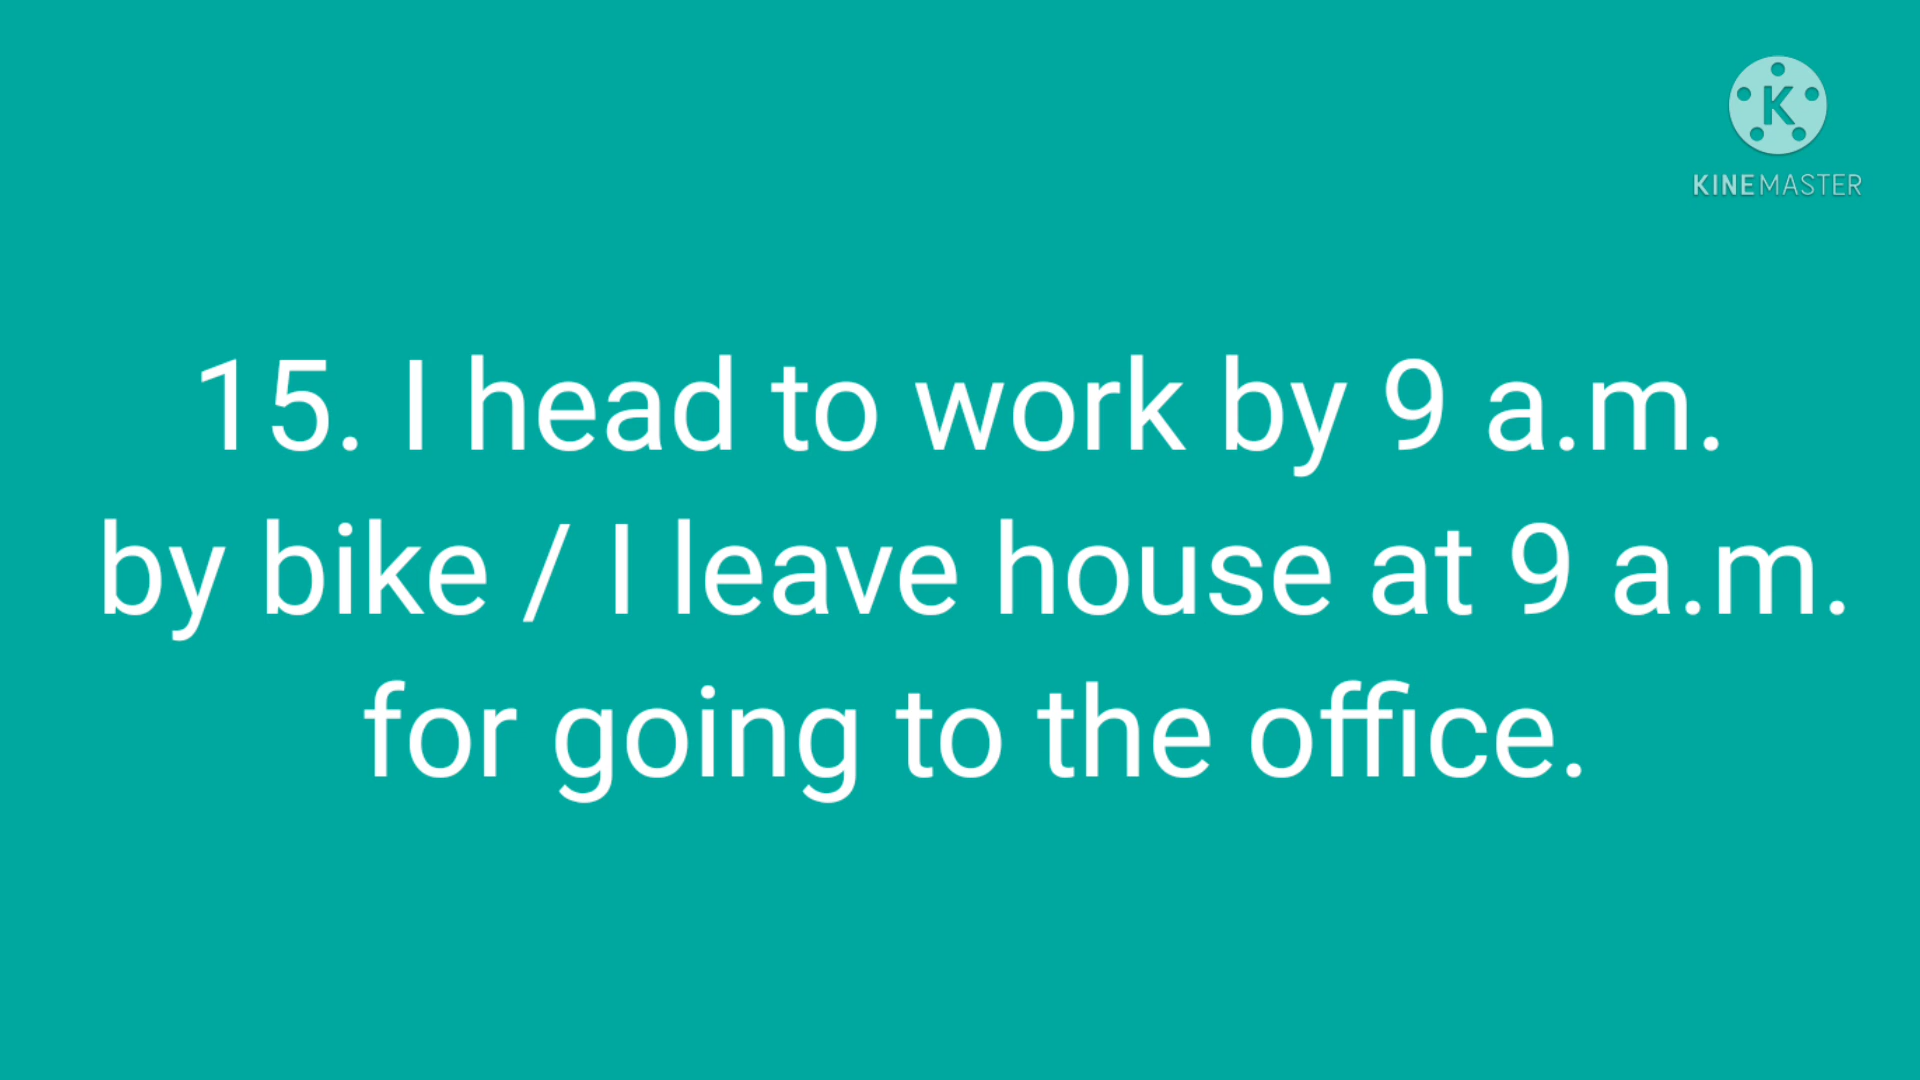 K
KINEMASTER
15. I head to work by 9 a.m.
by bike / I leave house at 9 a.m.
for going to the office.